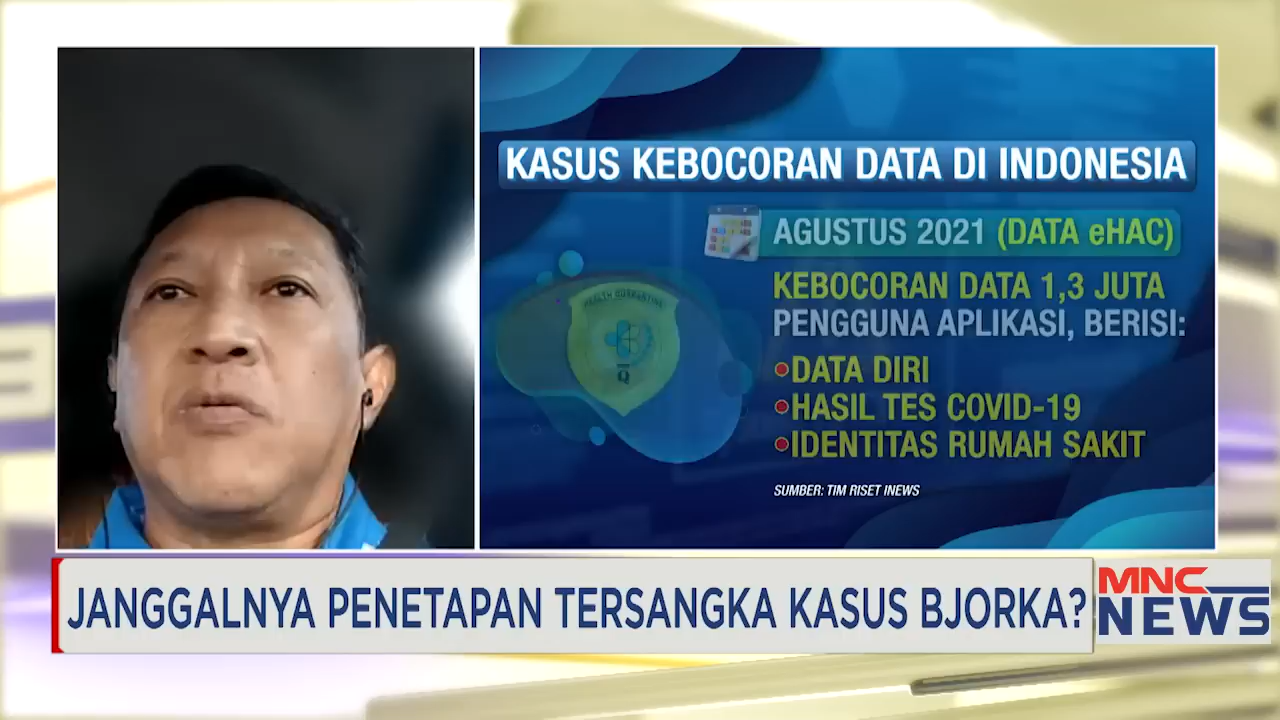 KASUS KEBOCORAN DATA DI INDONESIA
AGUSTUS 2021 (DATA eHAC)
KEBOCORAN DATA 1,3 JUTA
PENGGUNA APLIKASI, BERISI:
DATA DIRI
HASIL TES COVID-19
IDENTITAS RUMAH SAKIT
SUMBER: TIM RISET INEWS
JANGGALNYA PENETAPAN TERSANGKA KASUS BJORKA?
MNC
NEWS